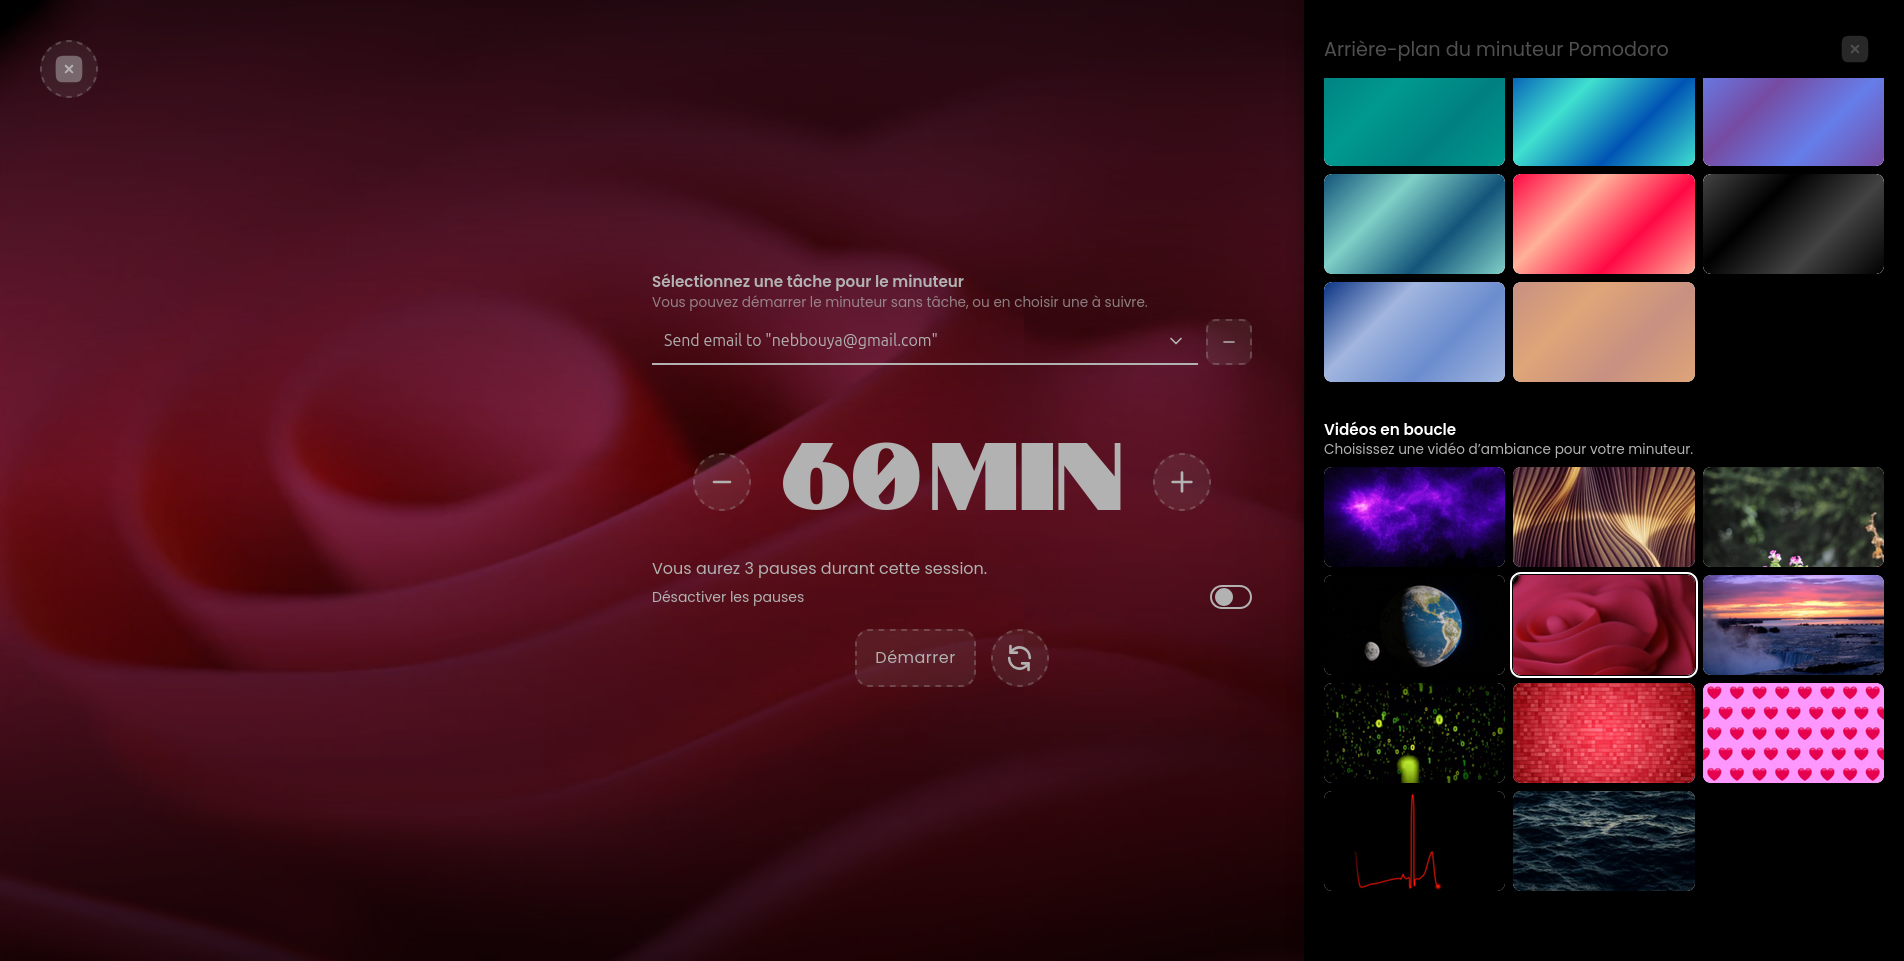 Arrière-plan du minuteur Pomodoro
Sélectionnez une tâche pour le minuteur
Vous pouvez démarrer le minuteur sans tâche, ou en choisir une à suivre.
Send email to "nebbouya@gmail.com"
60 MIN
Vous aurez 3 pauses durant cette session.
Désactiver les pauses
Démarrer
Vidéos en boucle
Choisissez une vidéo d’ambiance pour votre minuteur.